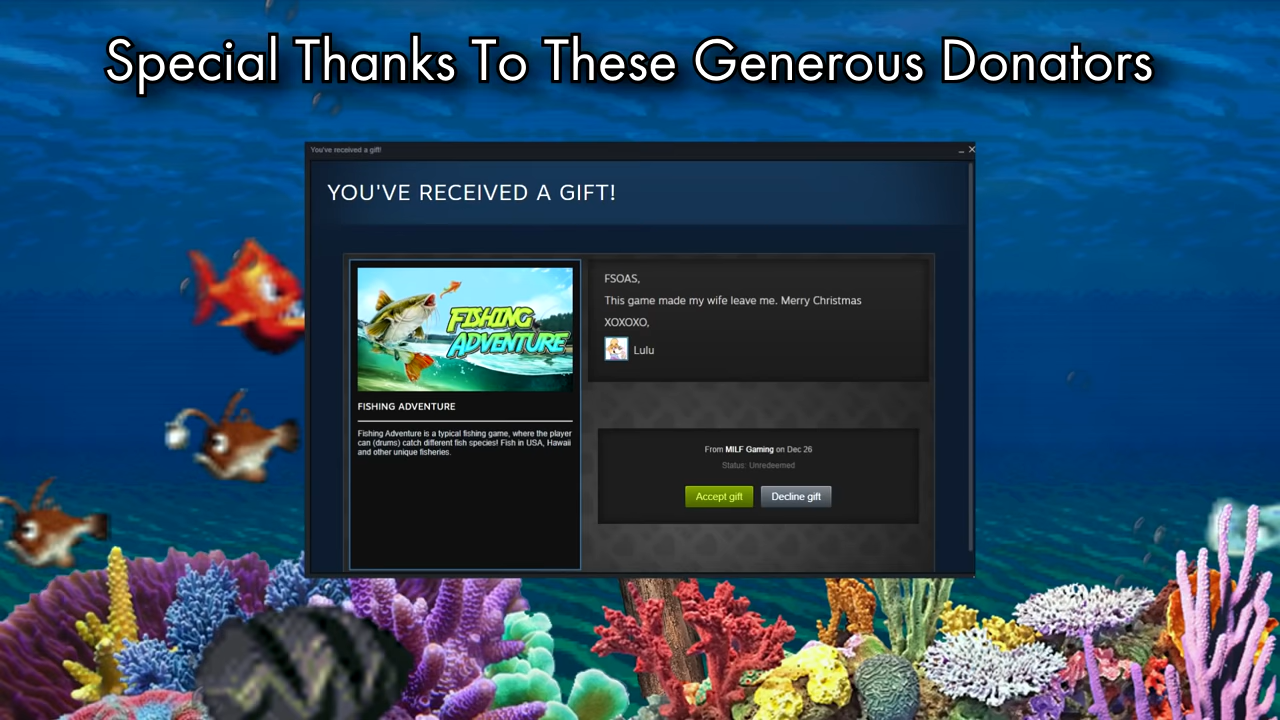 Special Thanks To These Generous Donators
You've received a gift!
YOU'VE RECEIVED A GIFT!
FISHING
ADVENTURE
FISHING ADVENTURE
Fishing Adventure is a typical fishing game, where the player
can (drums) catch different fish species! Fish in USA, Hawaii
and other unique fisheries.
FSOAS,
This game made my wife leave me. Merry Christmas
XOXOXO,
Lulu
From MILF Gaming on Dec 26
Status: Unredeemed
Accept gift
Decline gift